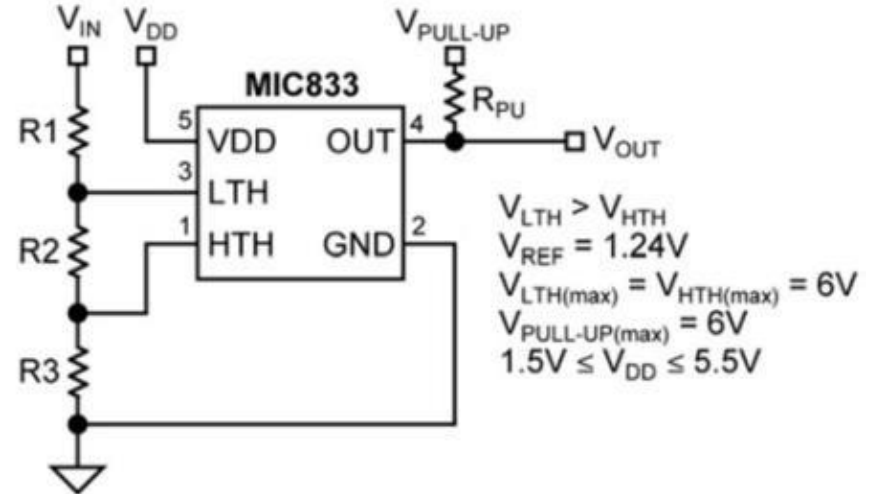 V_IN V_DD V_PULL-UP
MIC833
R_PU
R1 5 VDD OUT 4 V_OUT
3 LTH
R2 1 HTH GND 2
R3
V_LTH > V_HTH
V_REF = 1.24V
V_LTH(max) = V_HTH(max) = 6V
V_PULL-UP(max) = 6V
1.5V ≤ V_DD ≤ 5.5V